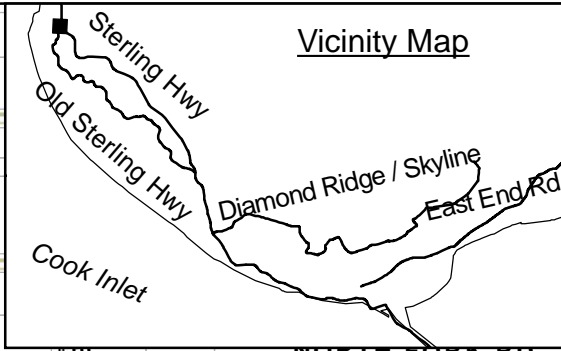 Vicinity Map
Sterling Hwy
Old Sterling Hwy
Diamond Ridge / Skyline
East End Rd
Cook Inlet